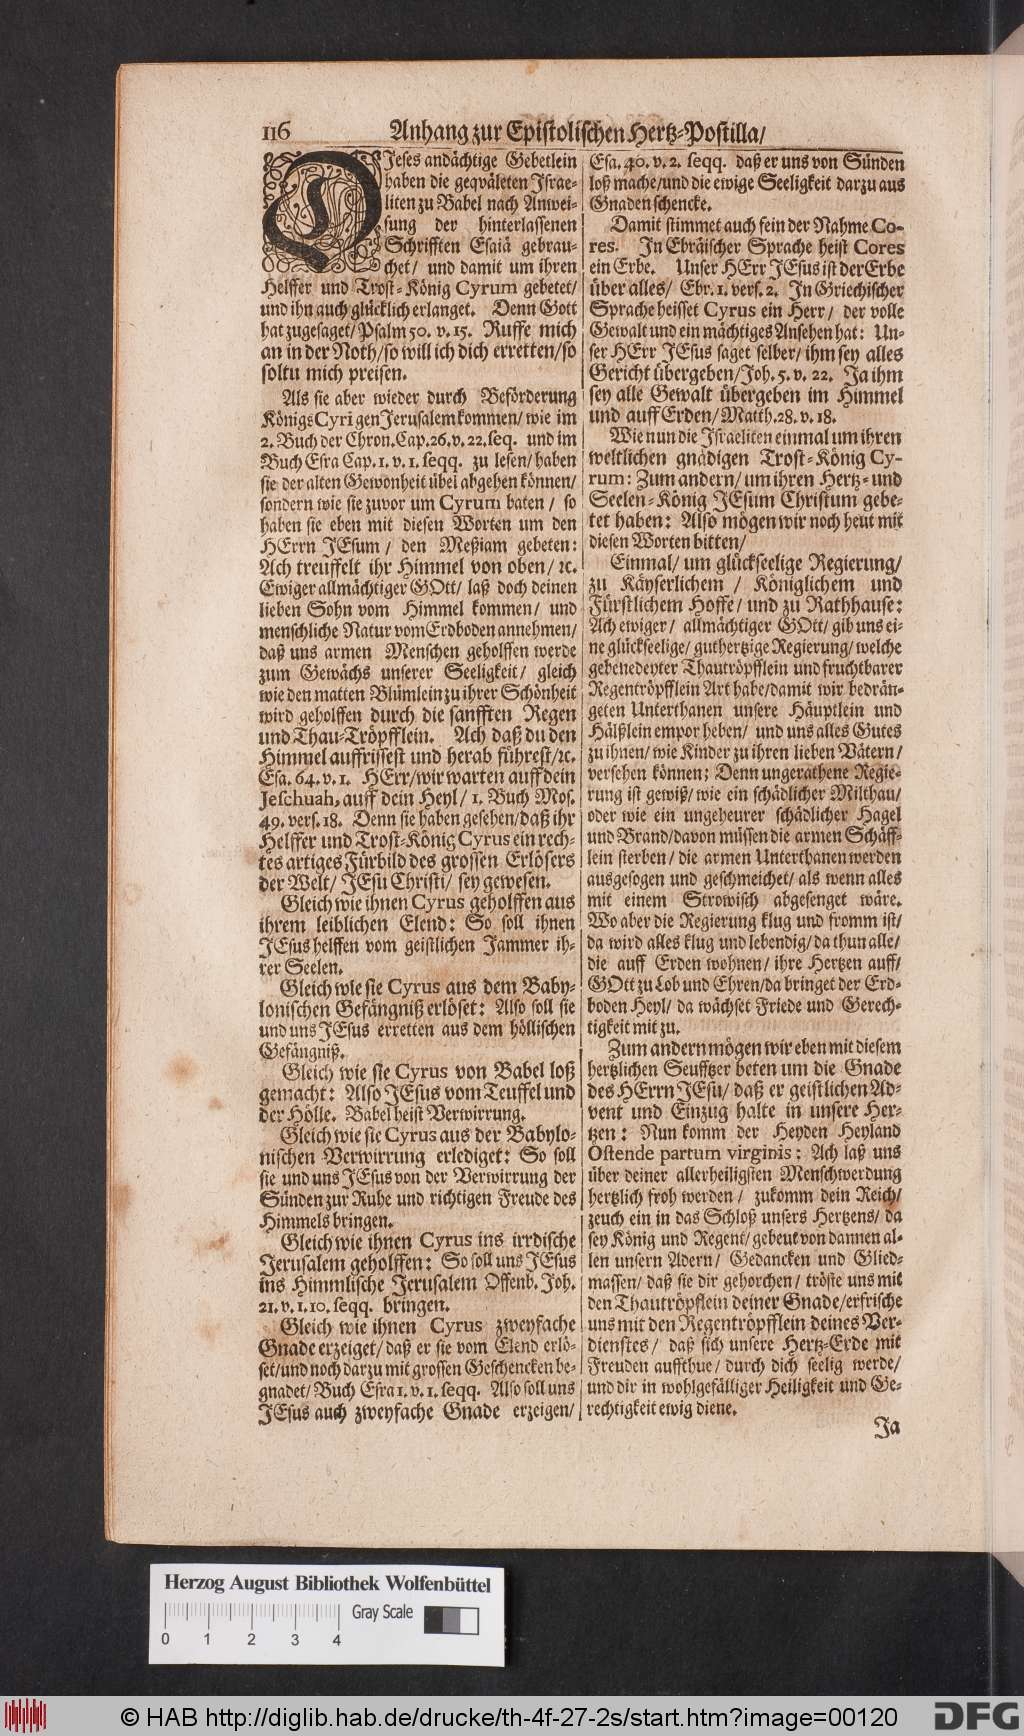 116 Anhang zur Epistolischen Hertz-Postilla/
DIeses andächtige Gebetlein
haben die geqväleten Israe-
liten zu Babel nach Anwei-
sung der hinterlassenen
Schrifften Esaiä gebrau-
chet/ und damit um ihren
Helffer und Trost-König Cyrum gebetet/
und ihn auch glücklich erlanget. Denn Gott
hat zugesaget/ Psalm 50. v. 15. Ruffe mich
an in der Noth/ so will ich dich erretten/ so
soltu mich preisen.
Als sie aber wieder durch Beförderung
Königs Cyri gen Jerusalem kommen/ wie im
2. Buch der Chron. Cap. 26. v. 22. seq. und im
Buch Esra Cap. 1. v. 1. seqq. zu lesen/ haben
sie der alten Gewonheit übel abgehen können/
sondern wie sie zuvor um Cyrum baten/ so
haben sie eben mit diesen Worten um den
HErrn JEsum/ den Meßiam gebeten:
Ach treuffelt ihr Himmel von oben/ ꝛc.
Ewiger allmächtiger GOtt/ laß doch deinen
lieben Sohn vom Himmel kommen/ und
menschliche Natur vom Erdboden annehmen/
daß uns armen Menschen geholffen werde
zum Gewächs unserer Seeligkeit/ gleich
wie den matten Blümlein zu ihrer Schönheit
wird geholffen durch die sanfften Regen
und Thau-Tröpfflein. Ach daß du den
Himmel auffrissest und herab führest/ ꝛc.
Esa. 64. v. 1. HErr/ wir warten auff dein
Jeschuah, auff dein Heyl/ 1. Buch Mos.
49. vers. 18. Denn sie haben gesehen/ daß ihr
Helffer und Trost-König Cyrus ein rech-
tes artiges Fürbild des grossen Erlösers
der Welt/ JEsu Christi/ sey gewesen.
Gleich wie ihnen Cyrus geholffen aus
ihrem leiblichen Elend: So soll ihnen
JEsus helffen vom geistlichen Jammer ih-
rer Seelen.
Gleich wie sie Cyrus aus dem Baby-
lonischen Gefängniß erlöset: Also soll sie
und uns JEsus erretten aus dem höllischen
Gefängniß.
Gleich wie sie Cyrus von Babel loß
gemacht: Also JEsus vom Teuffel und
der Hölle. Babel heist Verwirrung.
Gleich wie sie Cyrus aus der Babylo-
nischen Verwirrung erlediget: So soll
sie und uns JEsus von der Verwirrung der
Sünden zur Ruhe und richtigen Freude des
Himmels bringen.
Gleich wie ihnen Cyrus ins irrdische
Jerusalem geholffen: So soll uns JEsus
ins Himmlische Jerusalem Offenb. Joh.
21. v. 1. 10. seqq. bringen.
Gleich wie ihnen Cyrus zweyfache
Gnade erzeiget/ daß er sie vom Elend erlö-
set/ und noch darzu mit grossen Geschencken be-
gnadet/ Buch Esra 1. v. 1. seqq. Also soll uns
JEsus auch zweyfache Gnade erzeigen/
Esa. 40. v. 2. seqq. daß er uns von Sünden
loß mache/ und die ewige Seeligkeit darzu aus
Gnaden schencke.
Damit stimmet auch fein der Nahme Co-
res. In Ebräischer Sprache heist Cores
ein Erbe. Unser HErr JEsus ist der Erbe
über alles/ Ebr. 1. vers. 2. In Griechischer
Sprache heisset Cyrus ein Herr/ der volle
Gewalt und ein mächtiges Ansehen hat: Un-
ser HErr JEsus saget selber/ ihm sey alles
Gericht übergeben/ Joh. 5. v. 22. Ja ihm
sey alle Gewalt übergeben im Himmel
und auff Erden/ Matth. 28. v. 18.
Wie nun die Israeliten einmal um ihren
weltlichen gnädigen Trost-König Cy-
rum: Zum andern/ um ihren Hertz- und
Seelen-König JEsum Christum gebe-
tet haben: Also mögen wir noch heut mit
diesen Worten bitten/
Einmal/ um glückseelige Regierung/
zu Käyserlichem/ Königlichem und
Fürstlichem Hoffe/ und zu Rathhause:
Ach ewiger/ allmächtiger GOtt/ gib uns ei-
ne glückseelige/ guthertzige Regierung/ welche
gebenedeyter Thautröpfflein und fruchtbarer
Regentröpfflein Art habe/ damit wir bedrän-
geten Unterthanen unsere Häuptlein und
Hälßlein empor heben/ und uns alles Gutes
zu ihnen/ wie Kinder zu ihren lieben Vätern/
versehen können: Denn ungerathene Regie-
rung ist gewiß/ wie ein schädlicher Milthau/
oder wie ein ungeheurer schädlicher Hagel
und Brand/ davon müssen die armen Schäff-
lein sterben/ die armen Unterthanen werden
ausgesogen und geschmeichet/ als wenn alles
mit einem Strowisch abgesenget wäre.
Wo aber die Regierung klug und fromm ist/
da wird alles klug und lebendig/ da thun alle/
die auff Erden wohnen/ ihre Hertzen auff/
GOtt zu Lob und Ehren/ da bringet der Erd-
boden Heyl/ da wächset Friede und Gerech-
tigkeit mit zu.
Zum andern mögen wir eben mit diesem
hertzlichen Seufftzer beten um die Gnade
des HErrn JEsu/ daß er geistlichen Ad-
vent und Einzug halte in unsere Her-
tzen: Nun komm der Heyden Heyland
Ostende partum virginis: Ach laß uns
über deiner allerheiligsten Menschwerdung
hertzlich froh werden/ zukomm dein Reich/
zeuch ein in das Schloß unsers Hertzens/ da
sey König und Regent/ gebeut von dannen al-
len unsern Adern/ Gedancken und Glied-
massen/ daß sie dir gehorchen/ tröste uns mit
den Thautröpflein deiner Gnade/ erfrische
uns mit den Regentröpfflein deines Ver-
dienstes/ daß sich unsere Hertz-Erde mit
Freuden auffthue/ durch dich seelig werde/
und dir in wohlgefälliger Heiligkeit und Ge-
rechtigkeit ewig diene.
Ja
Herzog August Bibliothek Wolfenbüttel
Gray Scale
0 1 2 3 4
© HAB http://diglib.hab.de/drucke/th-4f-27-2s/start.htm?image=00120
DFG